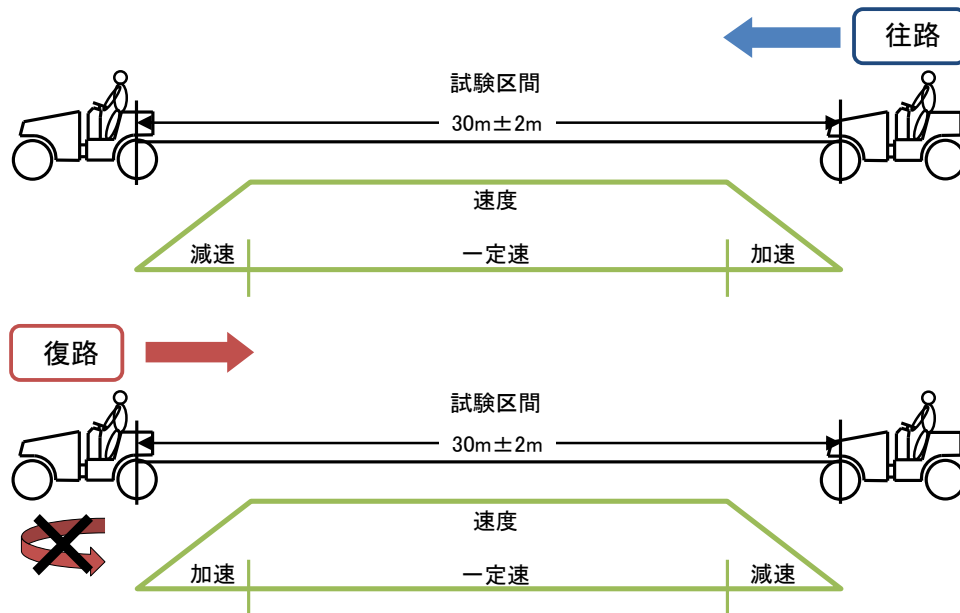 往路
試験区間
30m±2m
速度
減速
一定速
加速
復路
試験区間
30m±2m
速度
加速
一定速
減速